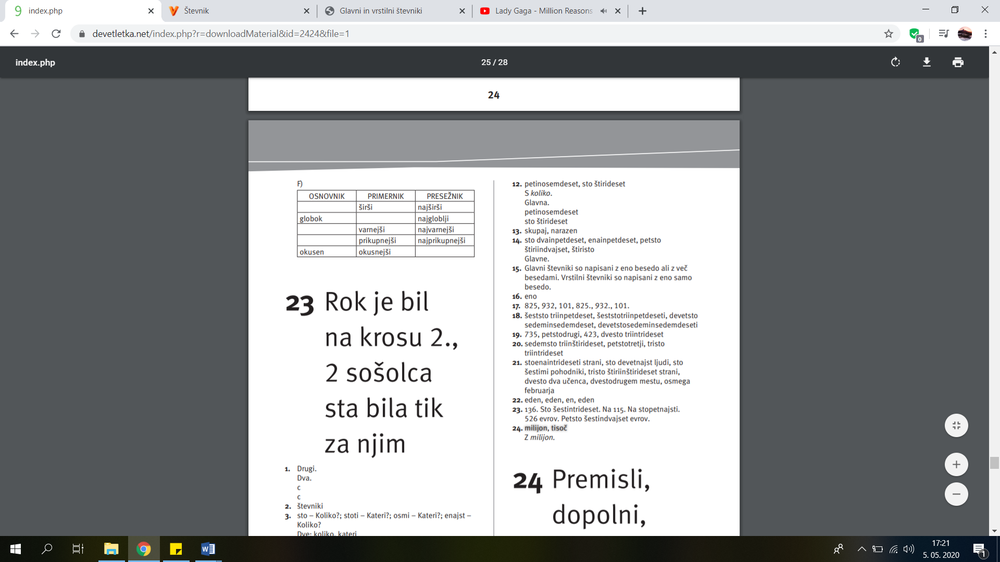 index.php
Števnik
Glavni in vrstilni števniki
Lady Gaga - Million Reasons
devetletka.net/index.php?r=downloadMaterial&id=2424&file=1
0
index.php
25 / 28
24
F)
OSNOVNIK PRIMERNIK PRESEŽNIK
širši najširši
globok najgloblji
varnejši najvarnejši
prikupnejši najprikupnejši
okusen okusnejši
23 Rok je bil
na krosu 2.,
2 sošolca
sta bila tik
za njim
1. Drugi.
Dva.
c
c
2. števniki
3. sto – Koliko?; stoti – Kateri?; osmi – Kateri?; enajst –
Koliko?
Dve: koliko, kateri
12. petinosemdeset, sto štirideset
S koliko.
Glavna.
petinosemdeset
sto štirideset
13. skupaj, narazen
14. sto dvainpetdeset, enainpetdeset, petsto
štiriindvajset, štiristo
Glavne.
15. Glavni števniki so napisani z eno besedo ali z več
besedami. Vrstilni števniki so napisani z eno samo
besedo.
16. eno
17. 825, 932, 101, 825., 932., 101.
18. šeststo triinpetdeset, šeststotriinpetdeseti, devetsto
sedeminsedemdeset, devetstosedeminsedemdeseti
19. 735, petstodrugi, 423, dvesto triintrideset
20. sedemsto triinštirideset, petstotretji, tristo
triintrideset
21. stoenaintrideseti strani, sto devetnajst ljudi, sto
šestimi pohodniki, tristo štiriinštirideset strani,
dvesto dva učenca, dvestodrugem mestu, osmega
februarja
22. eden, eden, en, eden
23. 136. Sto šestintrideset. Na 115. Na stopetnajsti.
526 evrov. Petsto šestindvajset evrov.
24. milijon, tisoč
Z milijon.
24 Premisli,
dopolni,
17:21
5. 05. 2020
1